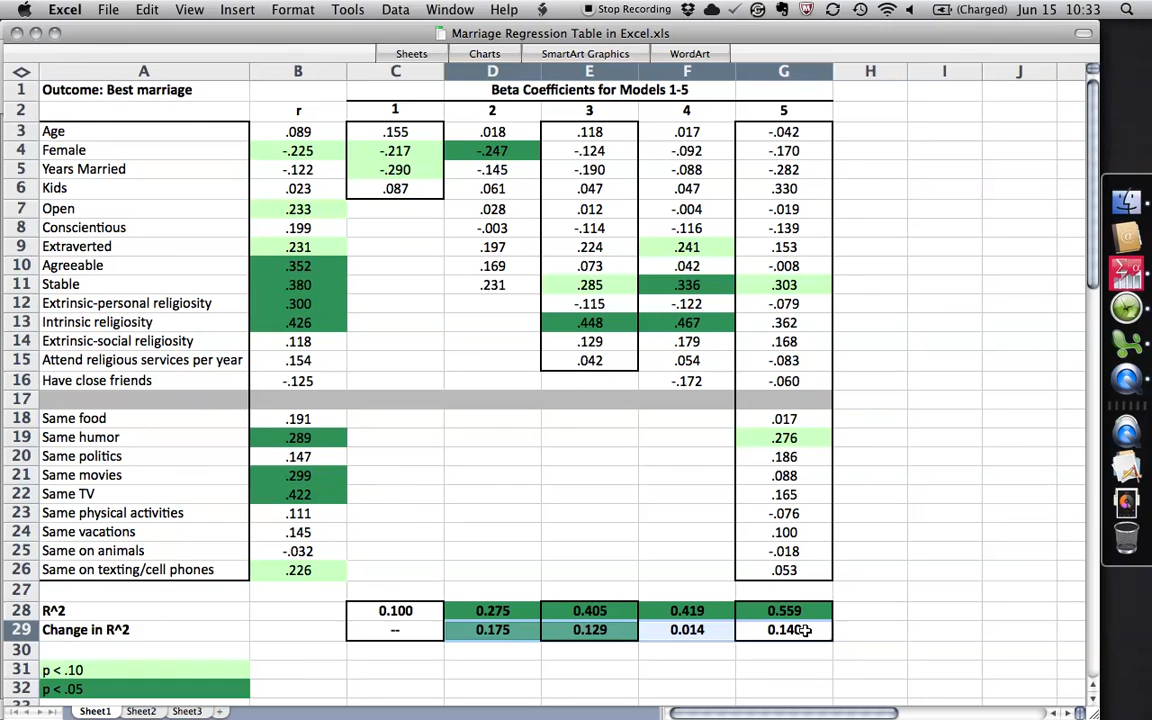 Excel File Edit View Insert Format Tools Data Window Help Stop Recording (Charged) Jun 15 10:33
Marriage Regression Table in Excel.xls
Sheets Charts SmartArt Graphics WordArt
A B C D E F G H I J
1 Outcome: Best marriage Beta Coefficients for Models 1-5
2 r 1 2 3 4 5
3 Age .089 .155 .018 .118 .017 -.042
4 Female -.225 -.217 -.247 -.124 -.092 -.170
5 Years Married -.122 -.290 -.145 -.190 -.088 -.282
6 Kids .023 .087 .061 .047 .047 .330
7 Open .233 .028 .012 -.004 -.019
8 Conscientious .199 -.003 -.114 -.116 -.139
9 Extraverted .231 .197 .224 .241 .153
10 Agreeable .352 .169 .073 .042 -.008
11 Stable .380 .231 .285 .336 .303
12 Extrinsic-personal religiosity .300 -.115 -.122 -.079
13 Intrinsic religiosity .426 .448 .467 .362
14 Extrinsic-social religiosity .118 .129 .179 .168
15 Attend religious services per year .154 .042 .054 -.083
16 Have close friends -.125 -.172 -.060
17
18 Same food .191 .017
19 Same humor .289 .276
20 Same politics .147 .186
21 Same movies .299 .088
22 Same TV .422 .165
23 Same physical activities .111 -.076
24 Same vacations .145 .100
25 Same on animals -.032 -.018
26 Same on texting/cell phones .226 .053
27
28 R^2 0.100 0.275 0.405 0.419 0.559
29 Change in R^2 -- 0.175 0.129 0.014 0.140
30
31 p < .10
32 p < .05
Sheet1 Sheet2 Sheet3 +